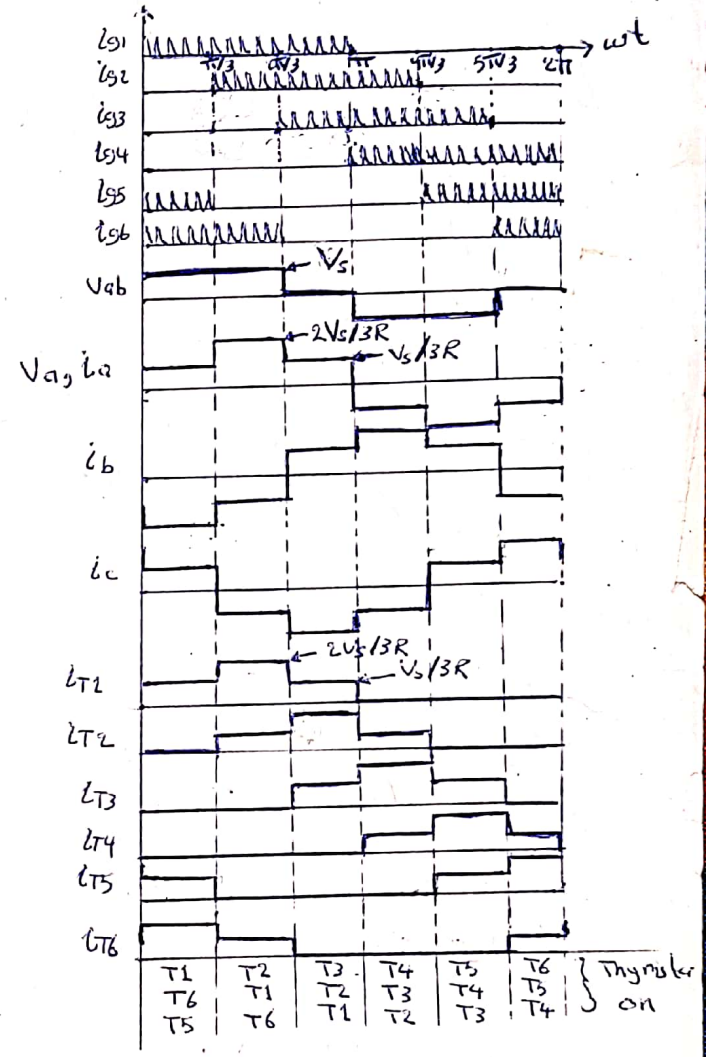 ig1
ωt
π/3 2π/3 π 4π/3 5π/3 2π
ig2
ig3
ig4
ig5
ig6
Vs
Vab
2Vs/3R
Vs/3R
Va, ia
ib
ic
2Vs/3R
Vs/3R
iT1
iT2
iT3
iT4
iT5
iT6
T1 T2 T3 T4 T5 T6 } Thyristor
T6 T1 T2 T3 T4 T5 on
T5 T6 T1 T2 T3 T4